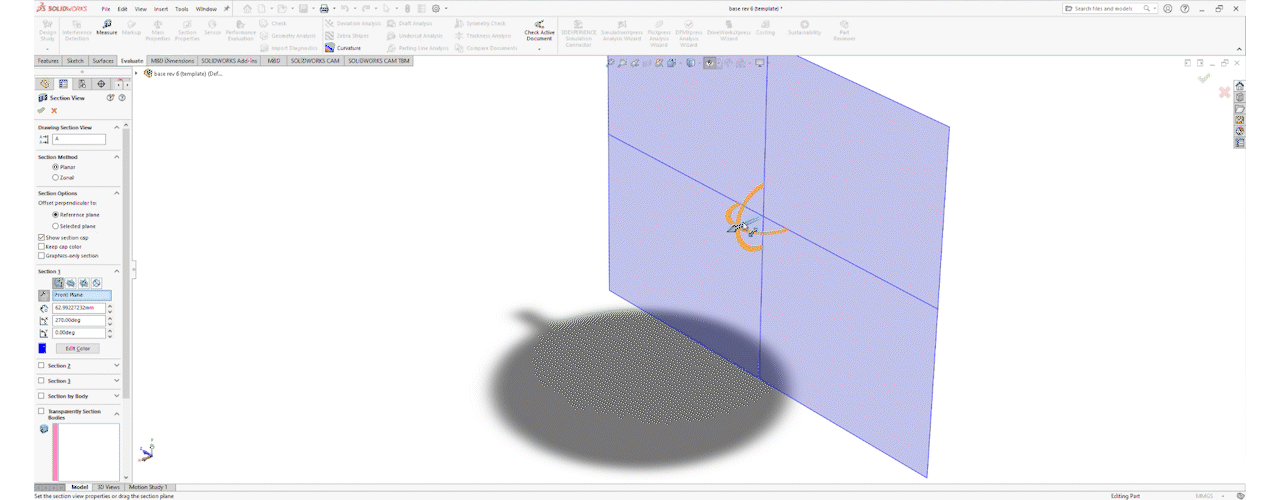 SOLIDWORKS File Edit View Insert Tools Window base rev 6 (template) * Search files and models
Design Study Interference Detection Measure Markup Mass Properties Section Properties Sensor Performance Evaluation Check Geometry Analysis Import Diagnostics Deviation Analysis Zebra Stripes Curvature Draft Analysis Undercut Analysis Parting Line Analysis Symmetry Check Thickness Analysis Compare Documents Check Active Document 3DEXPERIENCE Simulation Connector SimulationXpress Analysis Wizard FloXpress Analysis Wizard DFMXpress Analysis Wizard DriveWorksXpress Wizard Costing Sustainability Part Reviewer
Features Sketch Surfaces Evaluate MBD Dimensions SOLIDWORKS Add-Ins MBD SOLIDWORKS CAM SOLIDWORKS CAM TBM
base rev 6 (template) (Def...
Section View
Drawing Section View
A
Section Method
Planar
Zonal
Section Options
Offset perpendicular to:
Reference plane
Selected plane
Show section cap
Keep cap color
Graphics-only section
Section 1
Front Plane
62.99227232mm
270.00deg
0.00deg
Edit Color
Section 2
Section 3
Section by Body
Transparently Section
Bodies
Model 3D Views Motion Study 1
Set the section view properties or drag the section plane Editing Part MMGS